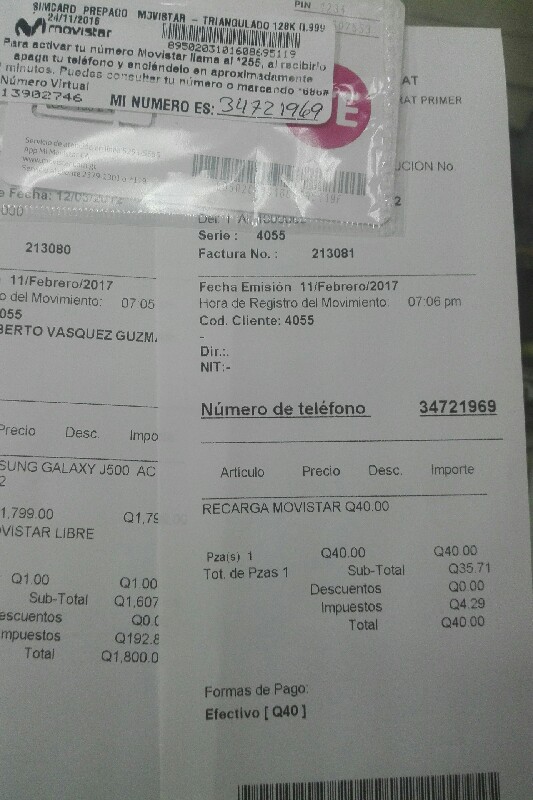 SIMCARD PREPAGO MOVISTAR - TRIANGULADO 128K 0.999
24/11/2016
movistar
8950203101608695119
Para activar tu número Movistar llama al *255, al recibirlo
apaga tu teléfono y enciéndelo en aproximadamente
minutos. Puedes consultar tu número o marcando
Número Virtual
13902746
MI NUMERO ES: 34721969
PIN
E
AT
RAT PRIMER
UCION No.
2
Fecha: 12/
213080
11/Febrero/2017
o del Movimiento: 07 05
055
BERTO VASQUEZ GUZMA
Precio Desc. Impo
SUNG GALAXY J500 AC
2
1,799.00 Q1,79
OVISTAR LIBRE
Q1.00 Q1 00
Sub-Total Q1,607
escuentos Q0.0
mpuestos Q192.8
Total Q1,800.0
Serie : 4055
Factura No. : 213081
Fecha Emisión 11/Febrero/2017
Hora de Registro del Movimiento: 07:06 pm
Cod. Cliente: 4055
-
Dir.:.
NIT:-
Número de teléfono 34721969
Articulo Precio Desc. Importe
RECARGA MOVISTAR Q40.00
Pza(s) 1 Q40.00 Q40 00
Tot. de Pzas 1 Sub-Total Q35.71
Descuentos Q0.00
Impuestos Q4.29
Total Q40.00
Formas de Pago:
Efectivo [ Q40 ]